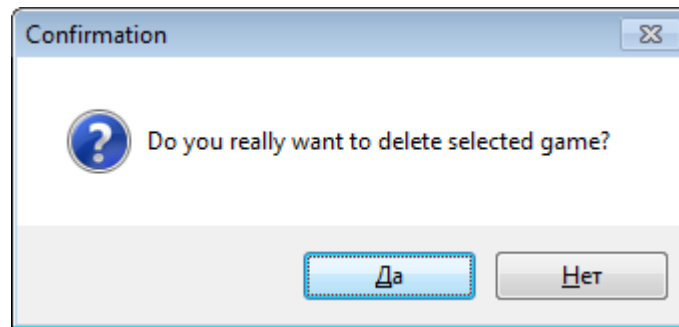 Confirmation
Do you really want to delete selected game?
Да
Нет